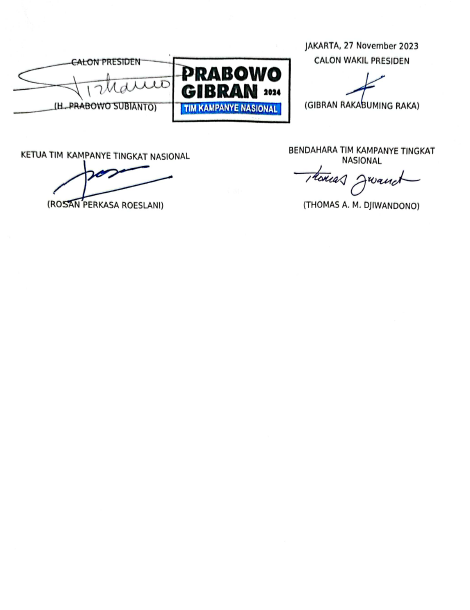 JAKARTA, 27 November 2023
CALON PRESIDEN
CALON WAKIL PRESIDEN
PRABOWO
GIBRAN 2024
TIM KAMPANYE NASIONAL
(H. PRABOWO SUBIANTO)
(GIBRAN RAKABUMING RAKA)
KETUA TIM KAMPANYE TINGKAT NASIONAL
BENDAHARA TIM KAMPANYE TINGKAT
NASIONAL
(ROSAN PERKASA ROESLANI)
(THOMAS A. M. DJIWANDONO)